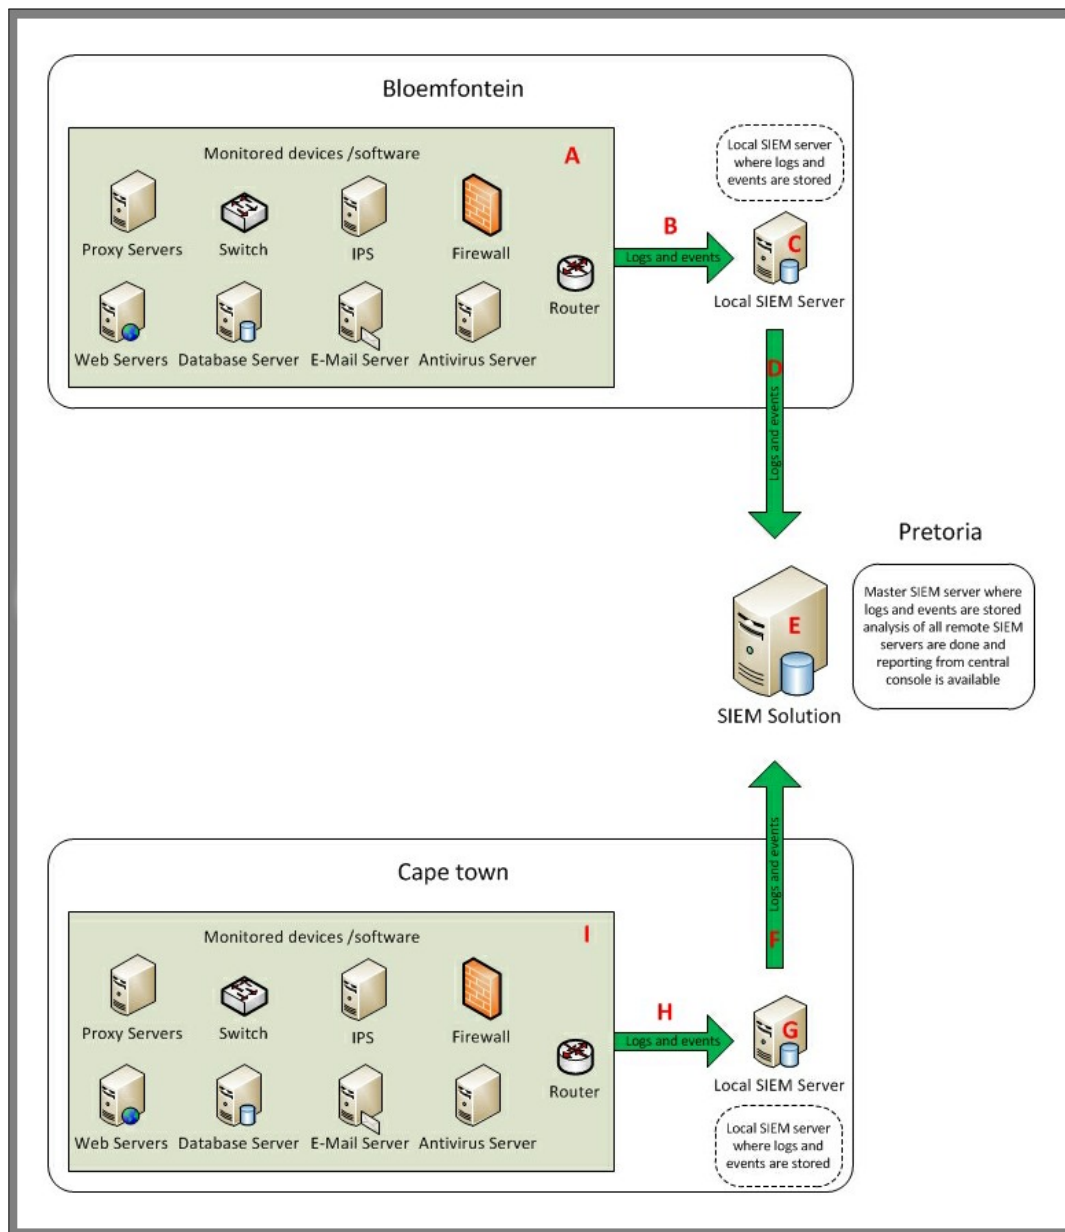 Bloemfontein
Monitored devices /software
A
Proxy Servers
Switch
IPS
Firewall
Router
Web Servers
Database Server
E-Mail Server
Antivirus Server
B
Logs and events
Local SIEM server
where logs and
events are stored
C
Local SIEM Server
D
Logs and events
Pretoria
Master SIEM server where
logs and events are stored
analysis of all remote SIEM
servers are done and
reporting from central
console is available
E
SIEM Solution
Logs and events
F
Cape town
Monitored devices /software
I
Proxy Servers
Switch
IPS
Firewall
Router
Web Servers
Database Server
E-Mail Server
Antivirus Server
H
Logs and events
G
Local SIEM Server
Local SIEM server
where logs and
events are stored